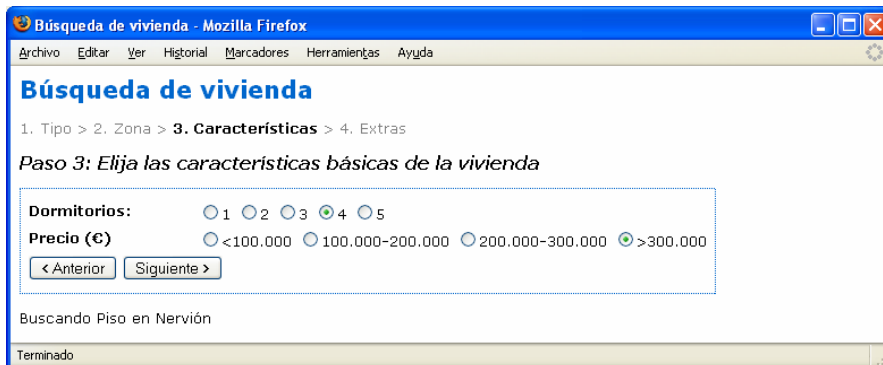 Búsqueda de vivienda - Mozilla Firefox
Archivo Editar Ver Historial Marcadores Herramientas Ayuda
Búsqueda de vivienda
1. Tipo > 2. Zona > 3. Características > 4. Extras
Paso 3: Elija las características básicas de la vivienda
Dormitorios: 1 2 3 4 5
Precio (€) <100.000 100.000-200.000 200.000-300.000 >300.000
< Anterior Siguiente >
Buscando Piso en Nervión
Terminado